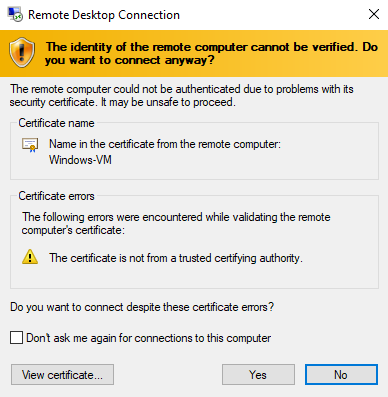 Remote Desktop Connection
The identity of the remote computer cannot be verified. Do
you want to connect anyway?
The remote computer could not be authenticated due to problems with its
security certificate. It may be unsafe to proceed.
Certificate name
Name in the certificate from the remote computer:
Windows-VM
Certificate errors
The following errors were encountered while validating the remote
computer's certificate:
The certificate is not from a trusted certifying authority.
Do you want to connect despite these certificate errors?
Don't ask me again for connections to this computer
View certificate... Yes No